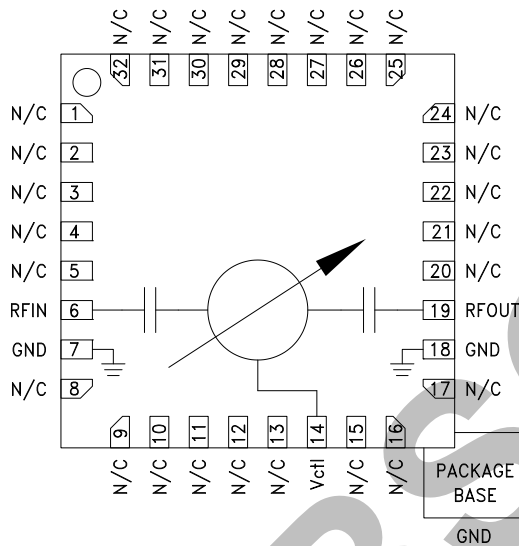 N/C N/C N/C N/C N/C N/C N/C N/C
32 31 30 29 28 27 26 25
N/C 1
N/C 2
N/C 3
N/C 4
N/C 5
RFIN 6
GND 7
N/C 8
24 N/C
23 N/C
22 N/C
21 N/C
20 N/C
19 RFOUT
18 GND
17 N/C
9 10 11 12 13 14 15 16
N/C N/C N/C N/C N/C Vctl N/C N/C
PACKAGE
BASE
GND